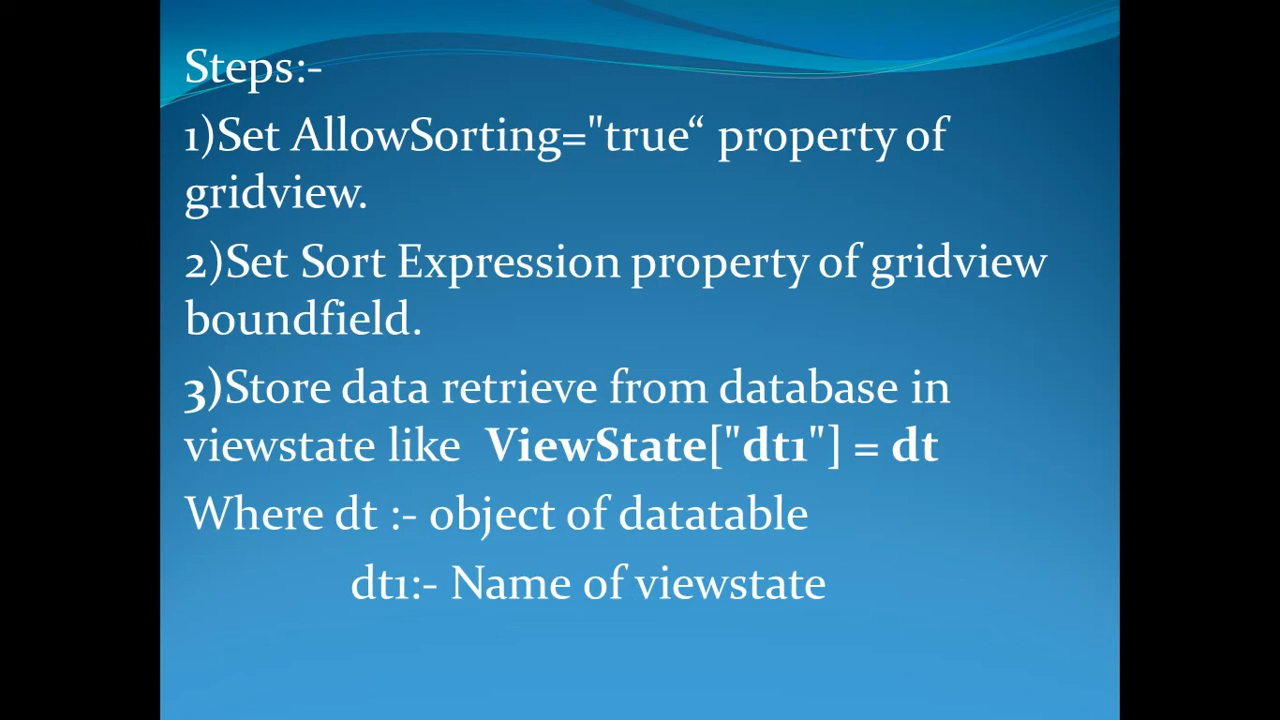 Steps:-
1)Set AllowSorting="true“ property of
gridview.
2)Set Sort Expression property of gridview
boundfield.
3)Store data retrieve from database in
viewstate like ViewState["dt1"] = dt
Where dt :- object of datatable
dt1:- Name of viewstate